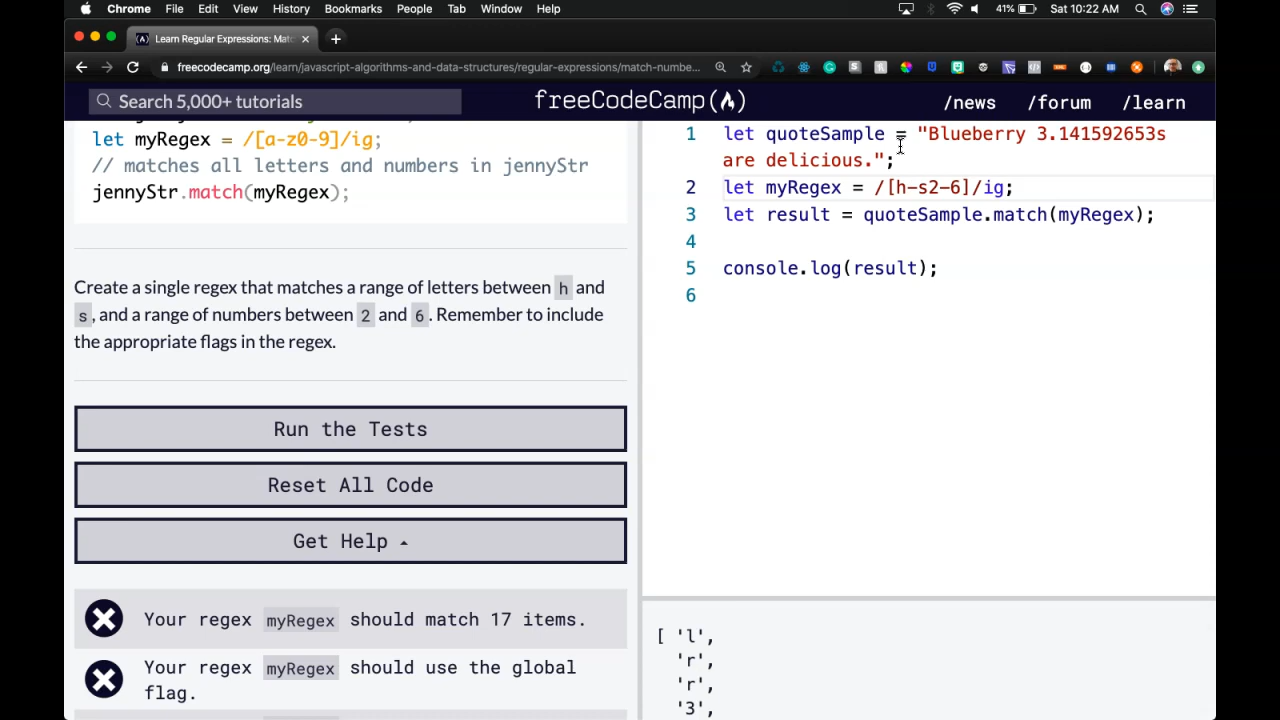 Chrome File Edit View History Bookmarks People Tab Window Help 41% Sat 10:22 AM
Learn Regular Expressions: Mat
freecodecamp.org/learn/javascript-algorithms-and-data-structures/regular-expressions/match-numbe...
Search 5,000+ tutorials
freeCodeCamp
/news /forum /learn
let myRegex = /[a-z0-9]/ig;
// matches all letters and numbers in jennyStr
jennyStr.match(myRegex);
Create a single regex that matches a range of letters between h and
s, and a range of numbers between 2 and 6. Remember to include
the appropriate flags in the regex.
Run the Tests
Reset All Code
Get Help
Your regex myRegex should match 17 items.
Your regex myRegex should use the global
flag.
1 let quoteSample = "Blueberry 3.141592653s
are delicious.";
2 let myRegex = /[h-s2-6]/ig;
3 let result = quoteSample.match(myRegex);
4
5 console.log(result);
6
[ 'l',
'r',
'r',
'3',